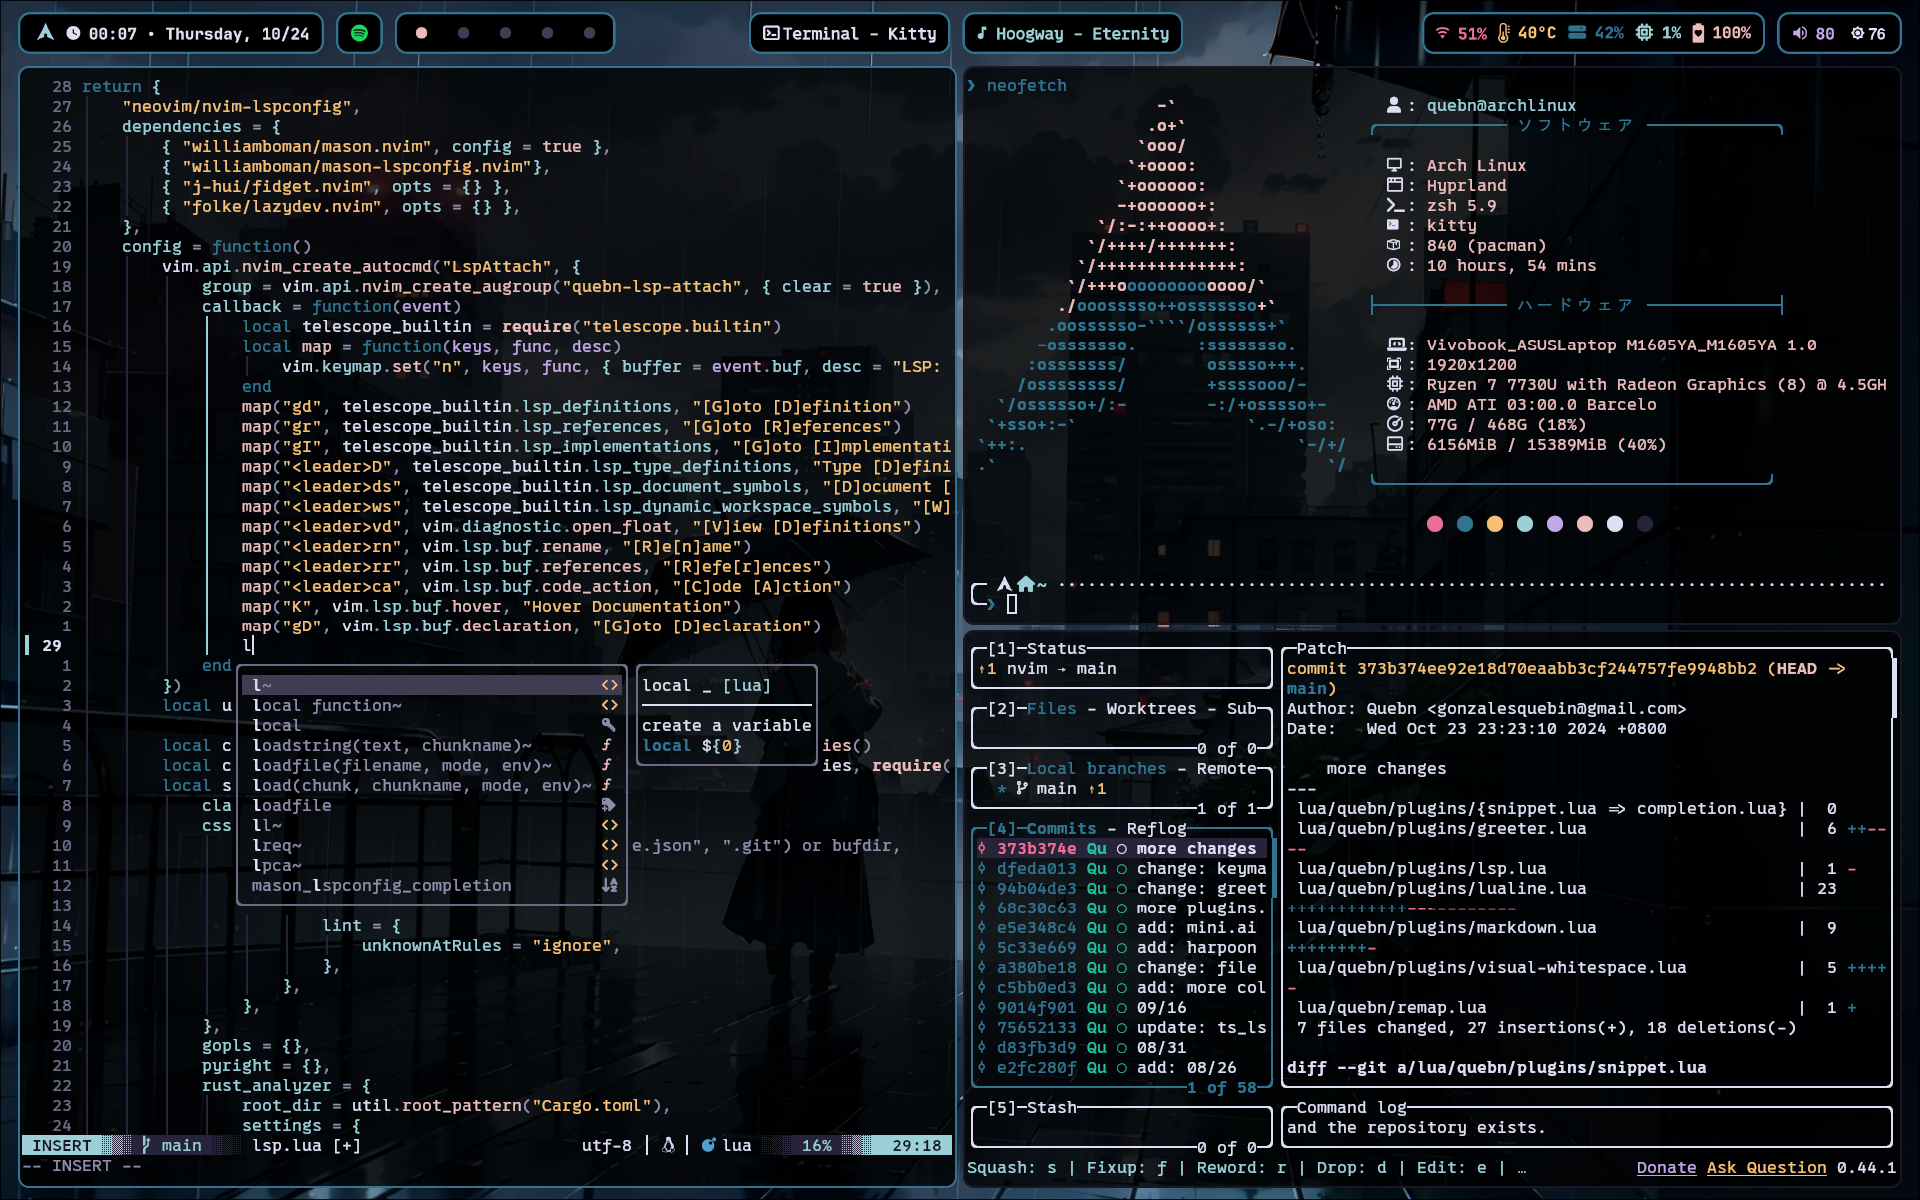 00:07 • Thursday, 10/24
Terminal - Kitty
Hoogway - Eternity
51% 40°C 42% 1% 100%
80 76
28 return {
27 "neovim/nvim-lspconfig",
26 dependencies = {
25 { "williamboman/mason.nvim", config = true },
24 { "williamboman/mason-lspconfig.nvim"},
23 { "j-hui/fidget.nvim", opts = {} },
22 { "folke/lazydev.nvim", opts = {} },
21 },
20 config = function()
19 vim.api.nvim_create_autocmd("LspAttach", {
18 group = vim.api.nvim_create_augroup("quebn-lsp-attach", { clear = true }),
17 callback = function(event)
16 local telescope_builtin = require("telescope.builtin")
15 local map = function(keys, func, desc)
14 vim.keymap.set("n", keys, func, { buffer = event.buf, desc = "LSP:
13 end
12 map("gd", telescope_builtin.lsp_definitions, "[G]oto [D]efinition")
11 map("gr", telescope_builtin.lsp_references, "[G]oto [R]eferences")
10 map("gI", telescope_builtin.lsp_implementations, "[G]oto [I]mplementati
9 map("<leader>D", telescope_builtin.lsp_type_definitions, "Type [D]efini
8 map("<leader>ds", telescope_builtin.lsp_document_symbols, "[D]ocument [
7 map("<leader>ws", telescope_builtin.lsp_dynamic_workspace_symbols, "[W]
6 map("<leader>vd", vim.diagnostic.open_float, "[V]iew [D]efinitions")
5 map("<leader>rn", vim.lsp.buf.rename, "[R]e[n]ame")
4 map("<leader>rr", vim.lsp.buf.references, "[R]efe[r]ences")
3 map("<leader>ca", vim.lsp.buf.code_action, "[C]ode [A]ction")
2 map("K", vim.lsp.buf.hover, "Hover Documentation")
1 map("gD", vim.lsp.buf.declaration, "[G]oto [D]eclaration")
29 l
1 end
2 })
3 local u
4
5 local c ies()
6 local c ies, require(
7 local s
8 cla
9 css
10 e.json", ".git") or bufdir,
11
12
13
14 lint = {
15 unknownAtRules = "ignore",
16 },
17 },
18 },
19 },
20 gopls = {},
21 pyright = {},
22 rust_analyzer = {
23 root_dir = util.root_pattern("Cargo.toml"),
24 settings = {
l~ <>
local function~ <>
local
loadstring(text, chunkname)~ f
loadfile(filename, mode, env)~ f
load(chunk, chunkname, mode, env)~ f
loadfile
ll~ <>
lreq~ <>
lpca~ <>
mason_lspconfig_completion
local _ [lua]
create a variable
local ${0}
INSERT main lsp.lua [+] utf-8 | | lua 16% 29:18
-- INSERT --
❯ neofetch
-`
.o+`
`ooo/
`+oooo:
`+oooooo:
-+oooooo+:
`/:-:++oooo+:
`/++++/+++++++:
`/++++++++++++++:
`/+++ooooooooooooo/`
./ooosssso++osssssso+`
.oossssso-````/ossssss+`
-osssssso. :ssssssso.
:osssssss/ osssso+++.
/ossssssss/ +ssssooo/-
`/ossssso+/:- -:/+osssso+-
`+sso+:-` `.-/+oso:
`++:. `-/+/
.` `/
: quebn@archlinux
ソフトウェア
: Arch Linux
: Hyprland
: zsh 5.9
: kitty
: 840 (pacman)
: 10 hours, 54 mins
ハードウェア
: Vivobook_ASUSLaptop M1605YA_M1605YA 1.0
: 1920x1200
: Ryzen 7 7730U with Radeon Graphics (8) @ 4.5GH
: AMD ATI 03:00.0 Barcelo
: 77G / 468G (18%)
: 6156MiB / 15389MiB (40%)
~
❯
[1]─Status
↑1 nvim → main
[2]─Files - Worktrees - Sub
0 of 0
[3]─Local branches - Remote
* main ↑1
1 of 1
[4]─Commits - Reflog
373b374e Qu ○ more changes
dfeda013 Qu ○ change: keyma
94b04de3 Qu ○ change: greet
68c30c63 Qu ○ more plugins.
e5e348c4 Qu ○ add: mini.ai
5c33e669 Qu ○ add: harpoon
a380be18 Qu ○ change: file
c5bb0ed3 Qu ○ add: more col
9014f901 Qu ○ 09/16
75652133 Qu ○ update: ts_ls
d83fb3d9 Qu ○ 08/31
e2fc280f Qu ○ add: 08/26
1 of 58
[5]─Stash
0 of 0
Patch
commit 373b374ee92e18d70eaabb3cf244757fe9948bb2 (HEAD ->
main)
Author: Quebn <gonzalesquebin@gmail.com>
Date: Wed Oct 23 23:23:10 2024 +0800
more changes
---
lua/quebn/plugins/{snippet.lua => completion.lua} | 0
lua/quebn/plugins/greeter.lua | 6 ++--
--
lua/quebn/plugins/lsp.lua | 1 -
lua/quebn/plugins/lualine.lua | 23
++++++++++++-----------
lua/quebn/plugins/markdown.lua | 9
++++++++-
lua/quebn/plugins/visual-whitespace.lua | 5 ++++
-
lua/quebn/remap.lua | 1 +
7 files changed, 27 insertions(+), 18 deletions(-)
diff --git a/lua/quebn/plugins/snippet.lua
Command log
and the repository exists.
Squash: s | Fixup: f | Reword: r | Drop: d | Edit: e | … Donate Ask Question 0.44.1